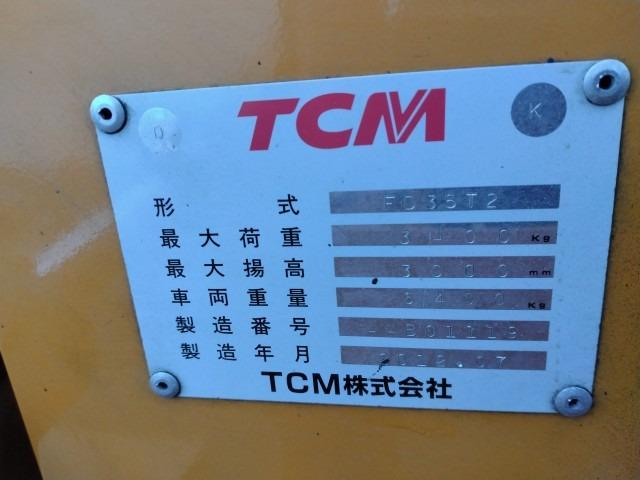 TCM
D
K
形式 FD35T2
最大荷重 3400 Kg
最大揚高 3000 mm
車両重量 Kg
製造番号
製造年月
TCM株式会社